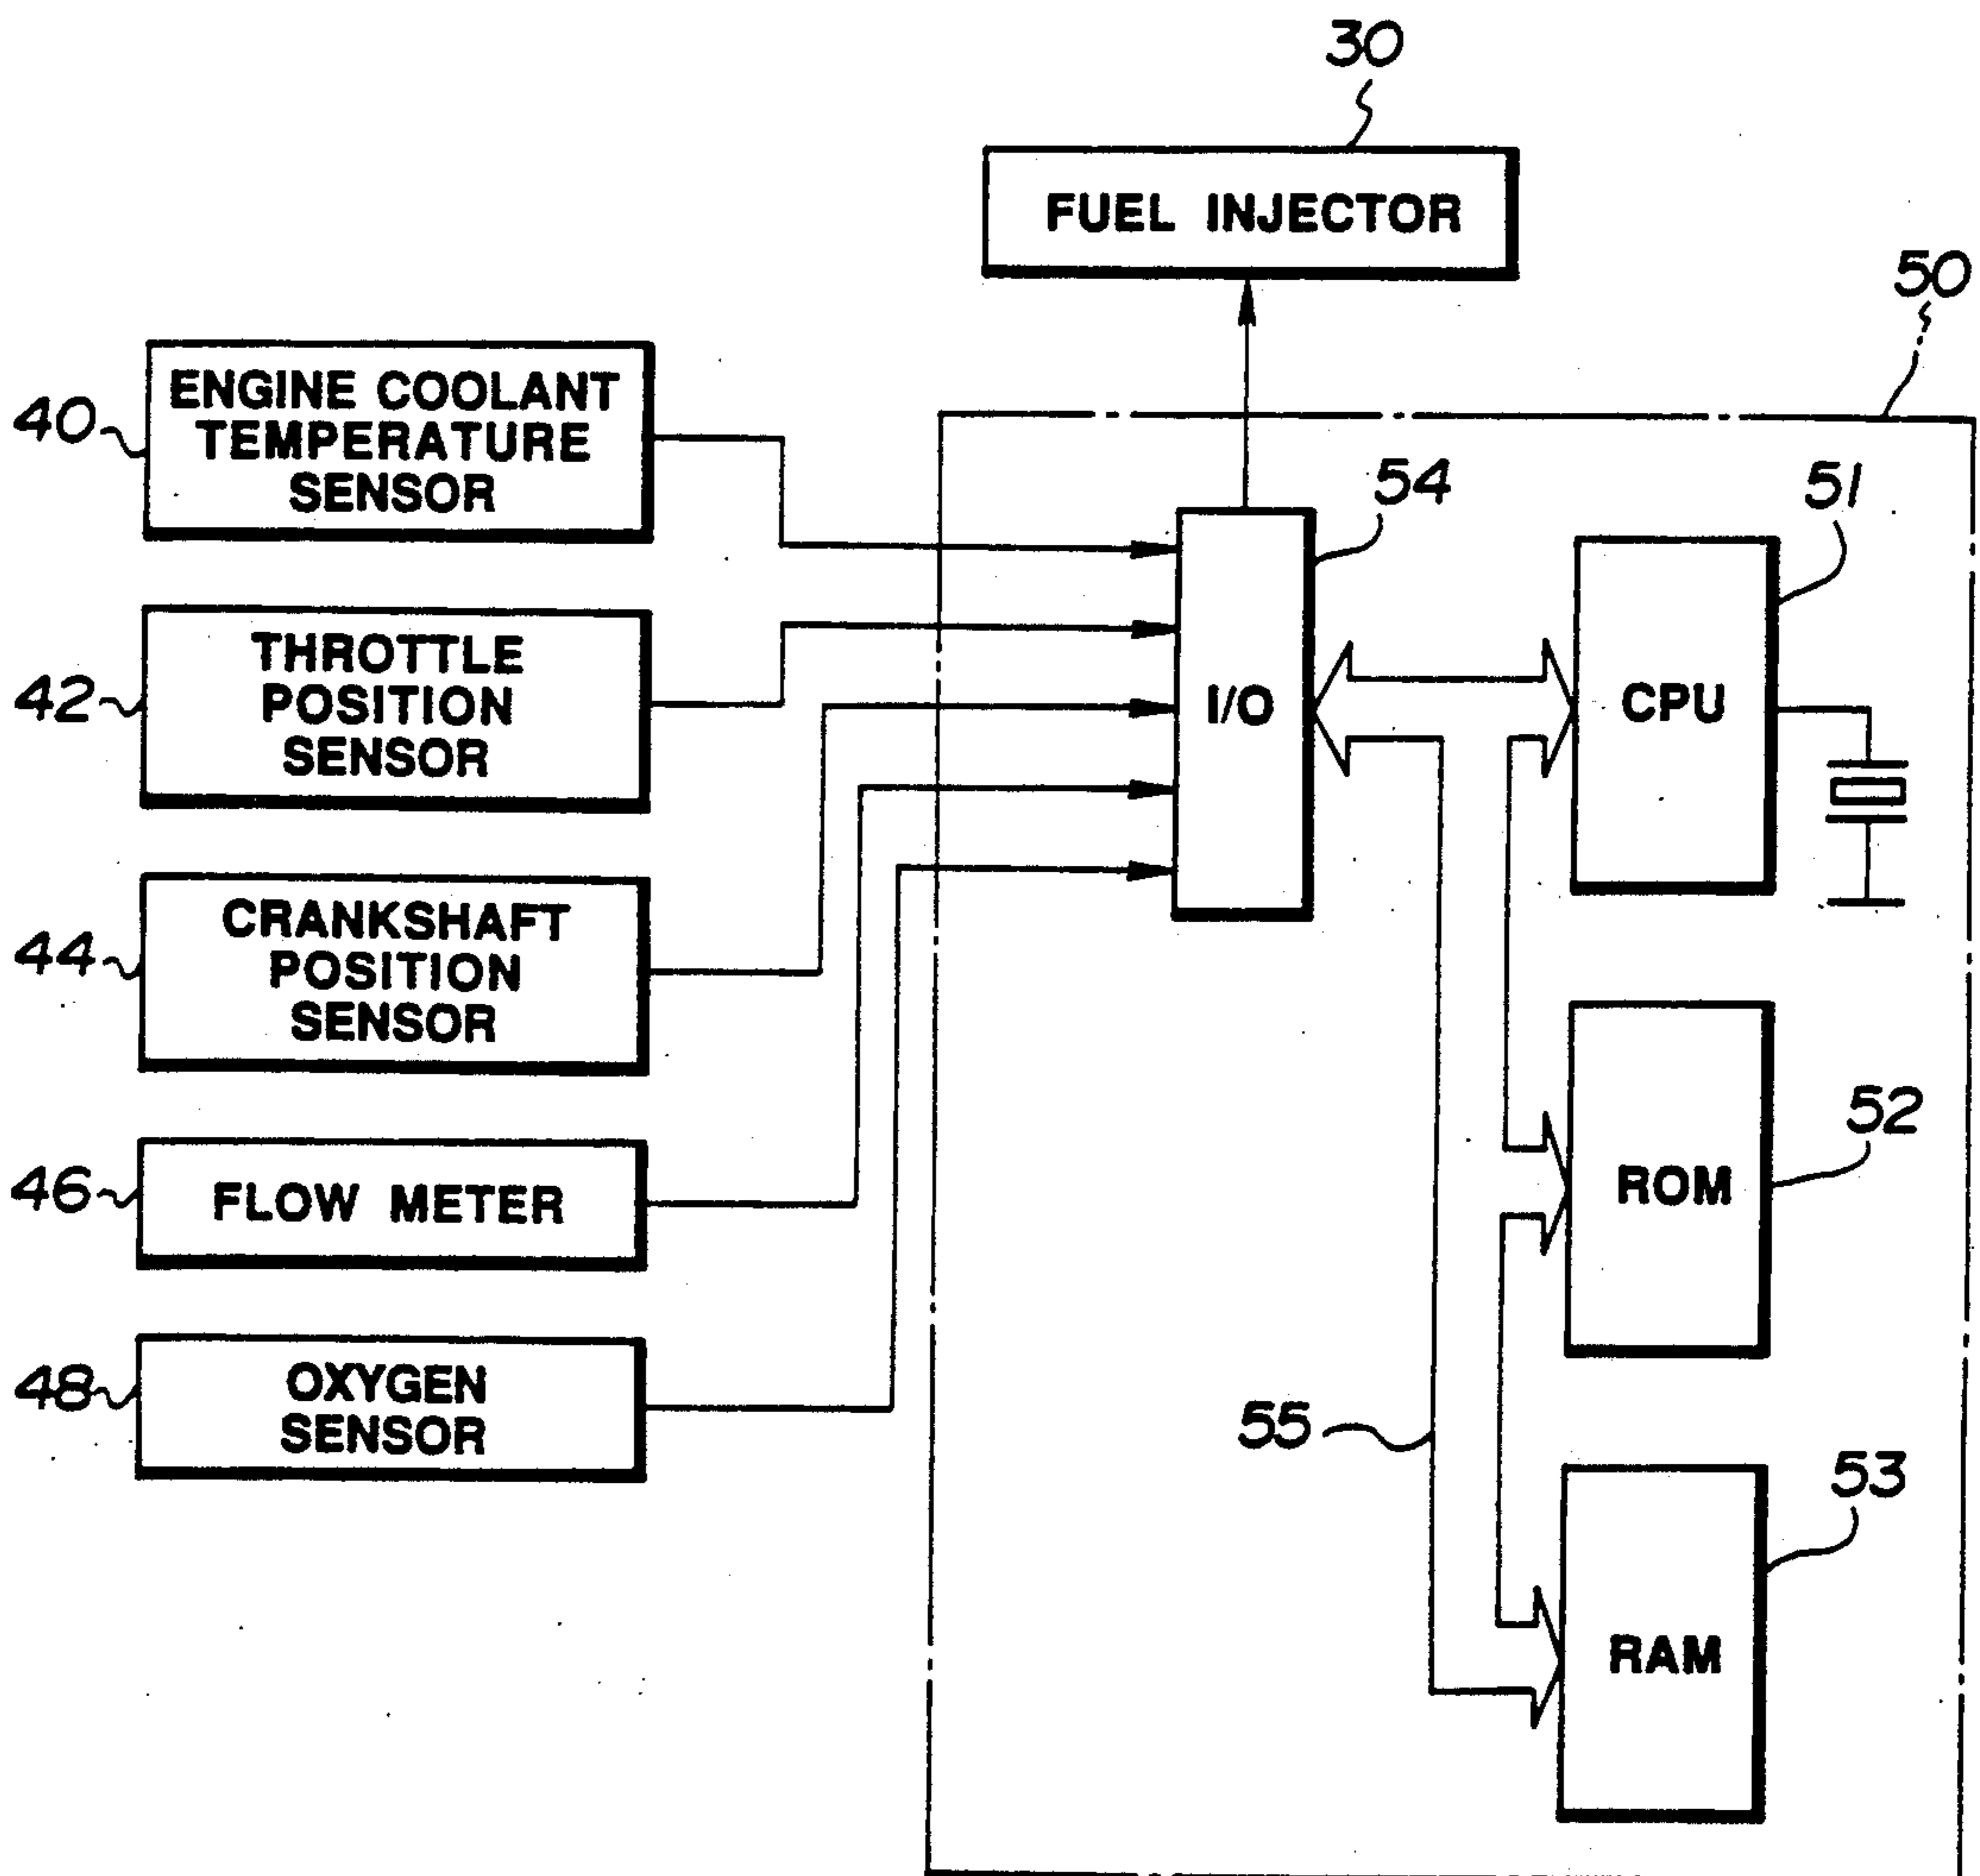 30
FUEL INJECTOR
50
40
ENGINE COOLANT
TEMPERATURE
SENSOR
54
51
42
THROTTLE
POSITION
SENSOR
I/O
CPU
44
CRANKSHAFT
POSITION
SENSOR
46
FLOW METER
52
ROM
48
OXYGEN
SENSOR
55
53
RAM